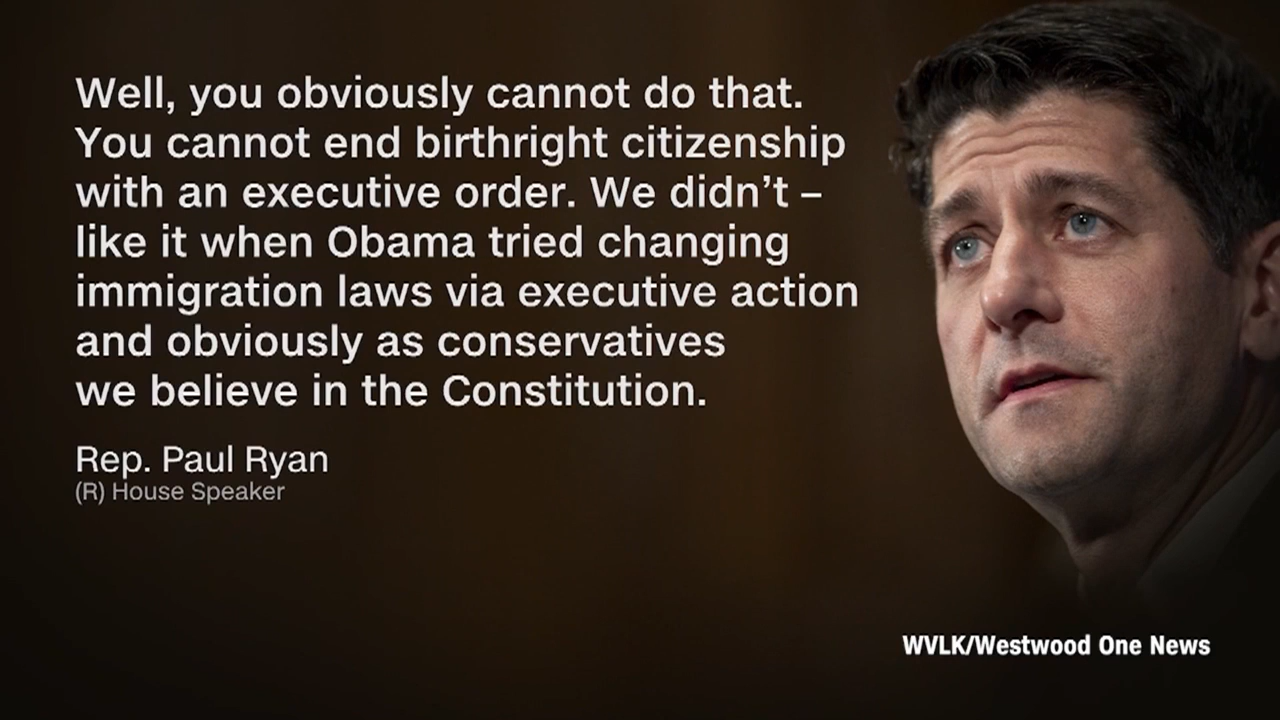 Well, you obviously cannot do that.
You cannot end birthright citizenship
with an executive order. We didn’t –
like it when Obama tried changing
immigration laws via executive action
and obviously as conservatives
we believe in the Constitution.
Rep. Paul Ryan
(R) House Speaker
WVLK/Westwood One News